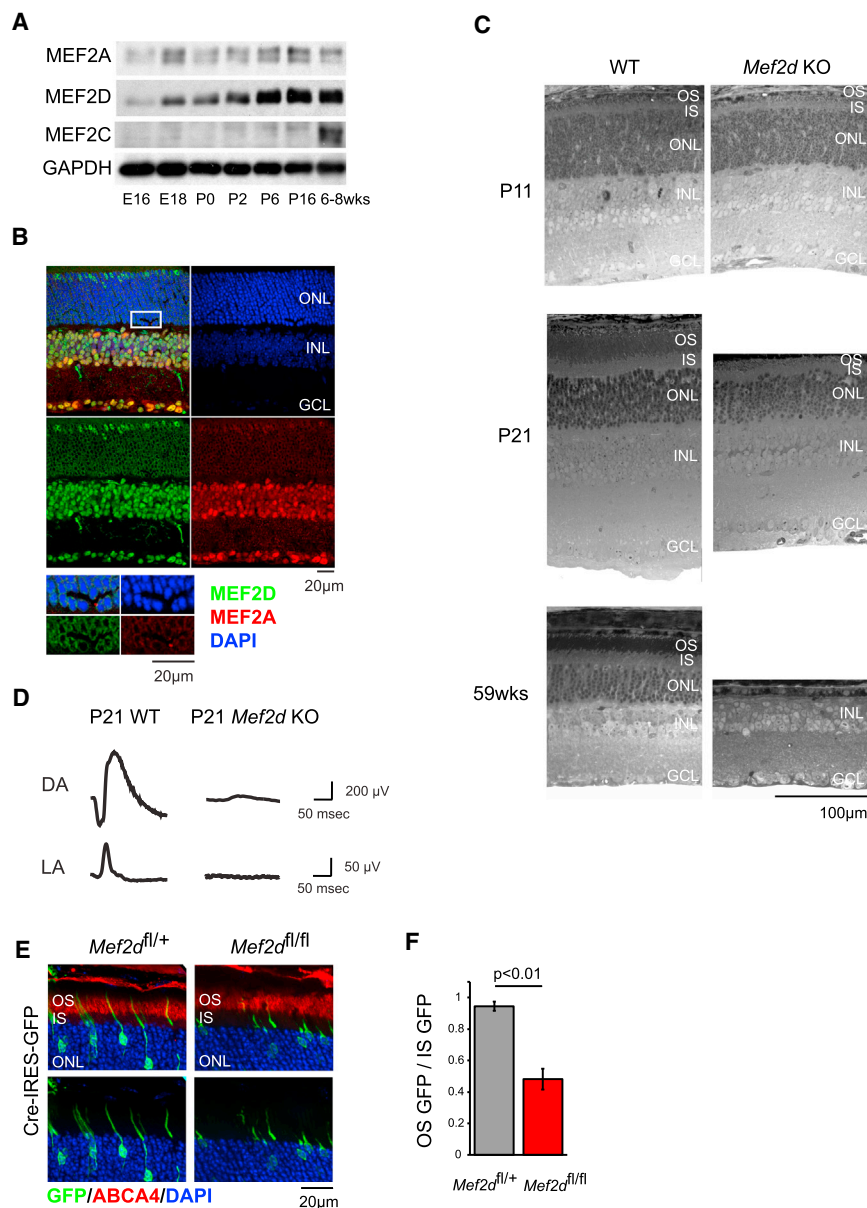 A
MEF2A
MEF2D
MEF2C
GAPDH
E16 E18 P0 P2 P6 P16 6-8wks
B
ONL
INL
GCL
20µm
MEF2D
MEF2A
DAPI
20µm
C
WT Mef2d KO
P11
OS
IS
ONL
INL
GCL
P21
OS
IS
ONL
INL
GCL
OS
IS
ONL
INL
GCL
59wks
OS
IS
ONL
INL
GCL
INL
GCL
100µm
D
P21 WT P21 Mef2d KO
DA
200 µV
50 msec
LA
50 µV
50 msec
E
Mef2d fl/+ Mef2d fl/fl
Cre-IRES-GFP
OS
IS
ONL
OS
IS
ONL
GFP/ABCA4/DAPI
20µm
F
p<0.01
OS GFP / IS GFP
1
0.8
0.6
0.4
0.2
0
Mef2d fl/+ Mef2d fl/fl